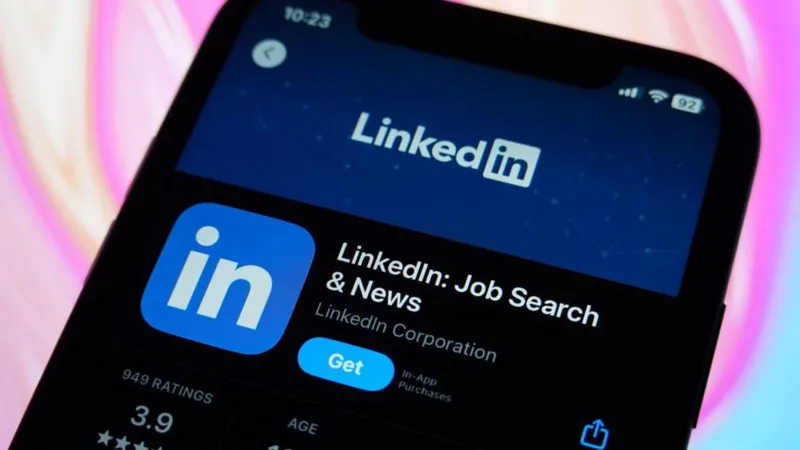 10:23
92
LinkedIn
in
LinkedIn: Job Search
& News
LinkedIn Corporation
Get
In-App
Purchases
949 RATINGS
3.9
AGE